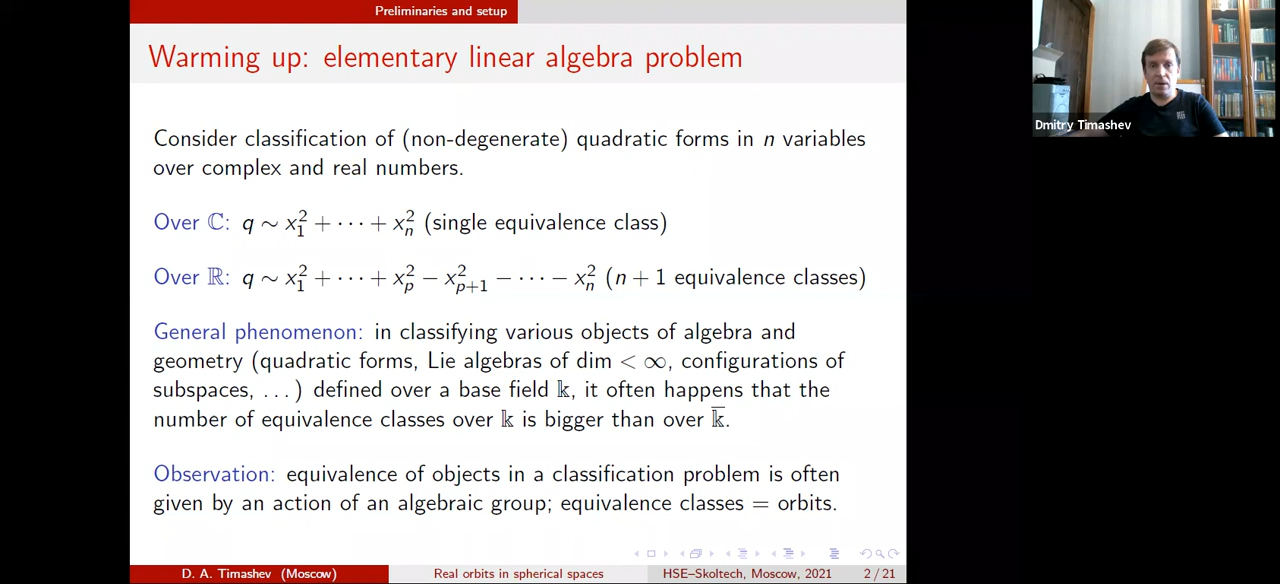 Preliminaries and setup
Warming up: elementary linear algebra problem
Consider classification of (non-degenerate) quadratic forms in n variables
over complex and real numbers.
Over ℂ: q ∼ x₁² + ⋯ + xₙ² (single equivalence class)
Over ℝ: q ∼ x₁² + ⋯ + xₚ² − xₚ₊₁² − ⋯ − xₙ² (n + 1 equivalence classes)
General phenomenon: in classifying various objects of algebra and
geometry (quadratic forms, Lie algebras of dim < ∞, configurations of
subspaces, . . . ) defined over a base field 𝕜, it often happens that the
number of equivalence classes over 𝕜 is bigger than over 𝕜̅.
Observation: equivalence of objects in a classification problem is often
given by an action of an algebraic group; equivalence classes = orbits.
D. A. Timashev (Moscow)
Real orbits in spherical spaces
HSE–Skoltech, Moscow, 2021
2 / 21
Dmitry Timashev